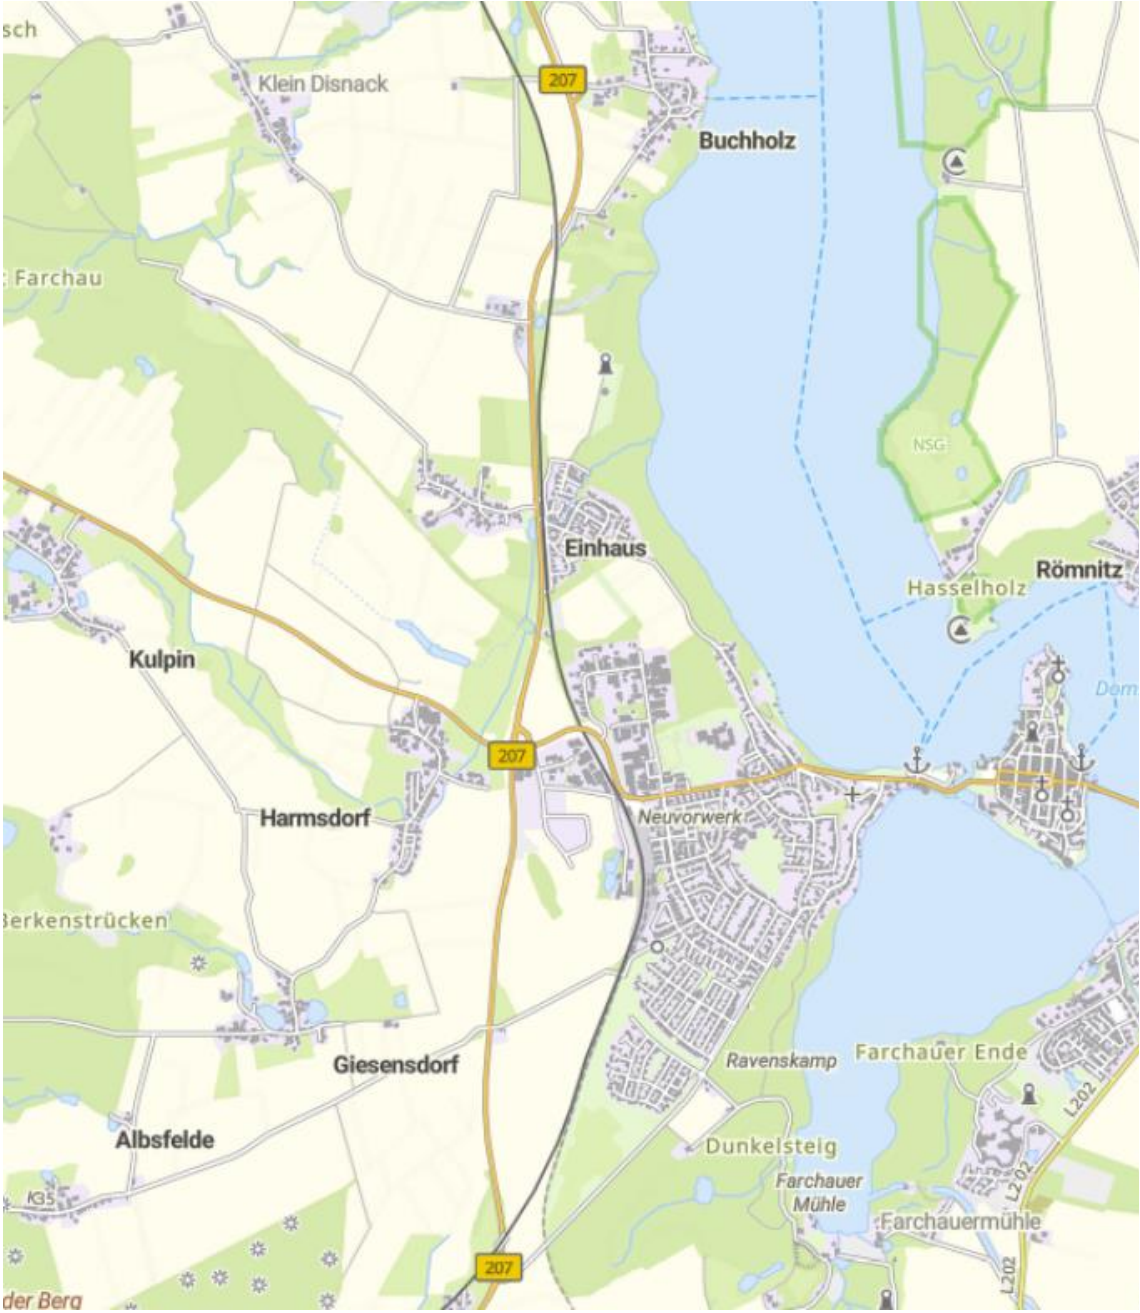 sch
Klein Disnack
207
Buchholz
Farchau
NSG
Einhaus
Hasselholz
Römnitz
Kulpin
Dom
207
Harmsdorf
Neuvorwerk
Berkenstrücken
Giesensdorf
Ravenskamp
Farchauer Ende
L202
Albsfelde
Dunkelsteig
K35
Farchauer
Mühle
L202
Farchauermühle
207
L202
der Berg